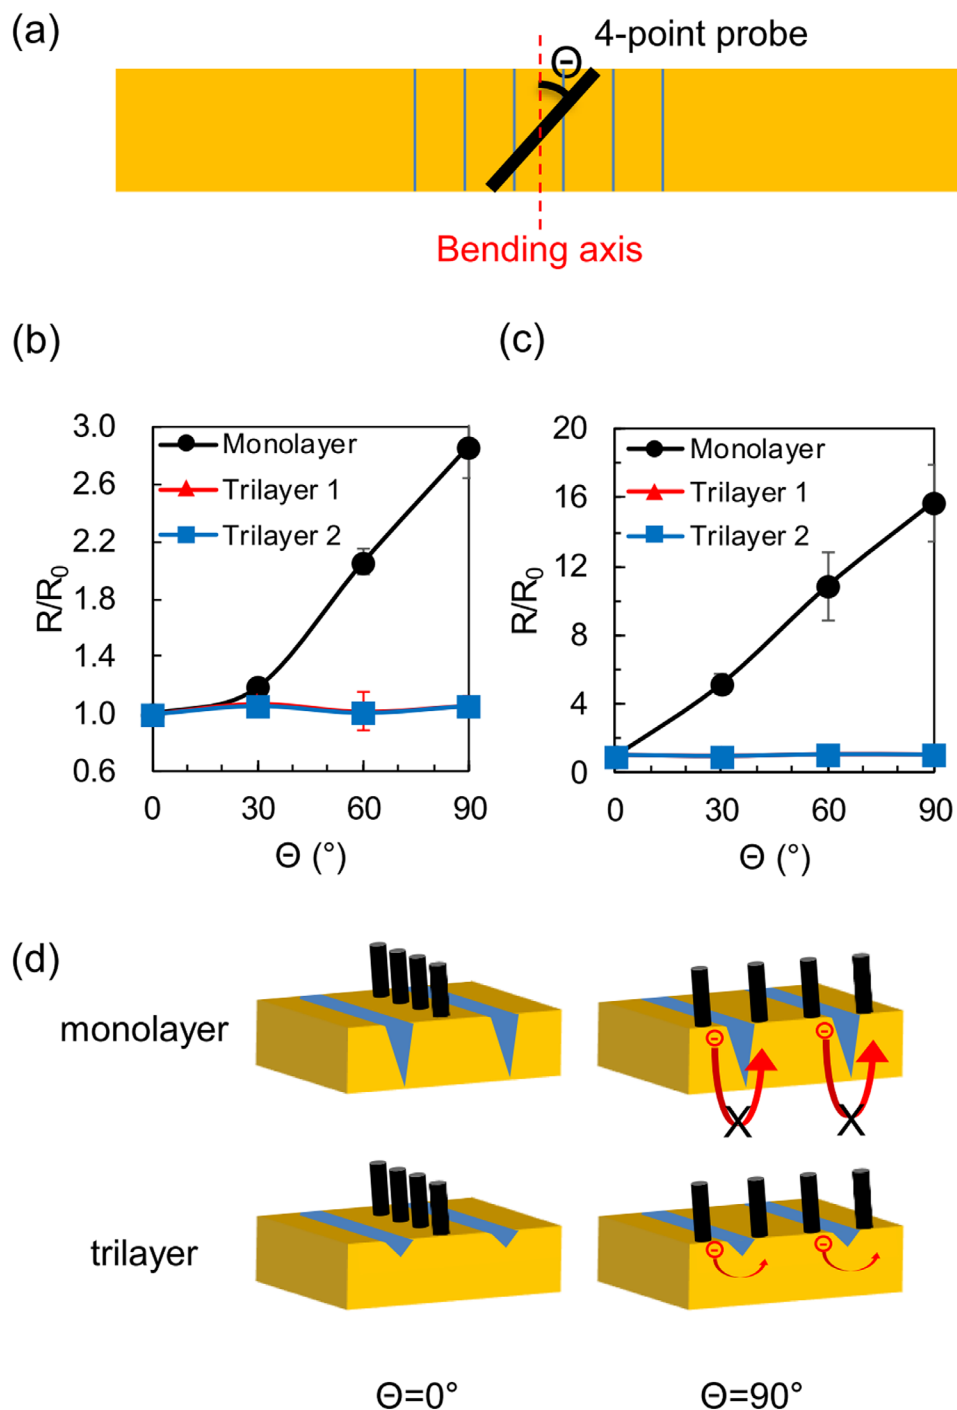 (a)
4-point probe
Θ
Bending axis
(b)
3.0
2.6
2.2
1.8
1.4
1.0
0.6
R/R0
Monolayer
Trilayer 1
Trilayer 2
0 30 60 90
Θ (°)
(c)
20
16
12
8
4
0
R/R0
Monolayer
Trilayer 1
Trilayer 2
0 30 60 90
Θ (°)
(d)
monolayer
X X
trilayer
Θ=0° Θ=90°